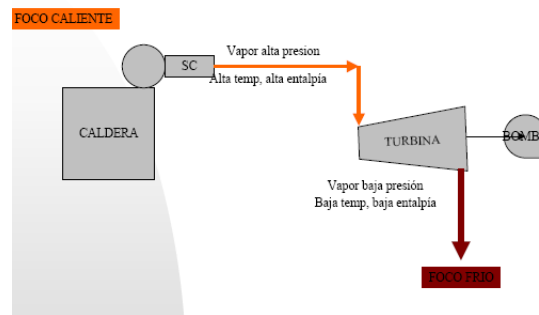 FOCO CALIENTE
Vapor alta presion
SC
Alta temp, alta entalpía
CALDERA
TURBINA
BOMB
Vapor baja presión
Baja temp, baja entalpía
FOCO FRIO